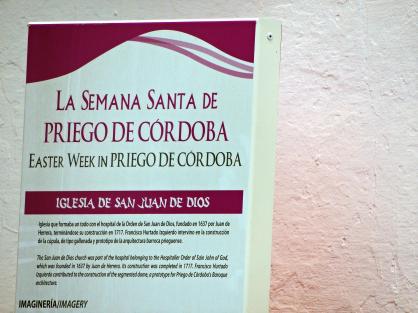 LA SEMANA SANTA DE
PRIEGO DE CÓRDOBA
EASTER WEEK IN PRIEGO DE CÓRDOBA
IGLESIA DE SAN JUAN DE DIOS
Iglesia que formaba un todo con el hospital de la Orden de San Juan de Dios, fundado en 1637 por Juan de
Herrera, terminándose su construcción en 1717. Francisco Hurtado Izquierdo intervino en la construcción
de la cúpula, de tipo gallonada y prototipo de la arquitectura barroca prieguense.
The San Juan de Dios church was part of the hospital belonging to the Hospitaller Order of Sain John of God,
which was founded in 1637 by Juan de Herrera. Its construction was completed in 1717. Francisco Hurtado
Izquierdo contributed to the construction of the segmented dome, a prototype for Priego de Córdoba's Baroque
architecture.
IMAGINERÍA/IMAGERY